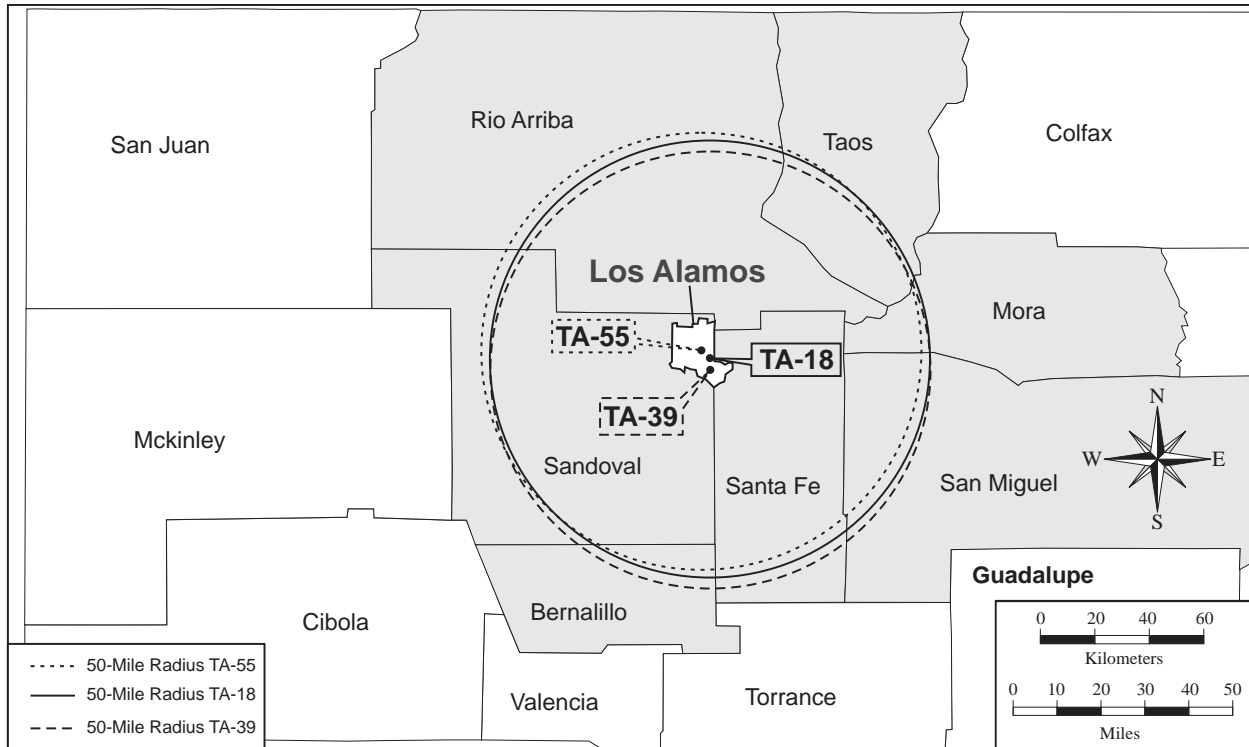 San Juan
Rio Arriba
Taos
Colfax
Los Alamos
Mora
TA-55
TA-18
TA-39
Mckinley
Sandoval
Santa Fe
San Miguel
N
W
E
S
Guadalupe
Cibola
Bernalillo
Valencia
Torrance
50-Mile Radius TA-55
50-Mile Radius TA-18
50-Mile Radius TA-39
0 20 40 60
Kilometers
0 10 20 30 40 50
Miles